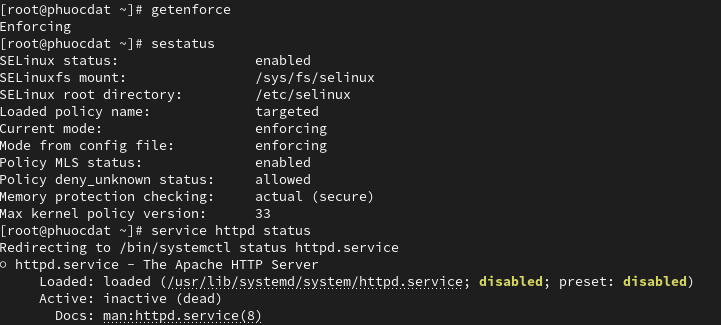 [root@phuocdat ~]# getenforce
Enforcing
[root@phuocdat ~]# sestatus
SELinux status:                 enabled
SELinuxfs mount:                /sys/fs/selinux
SELinux root directory:         /etc/selinux
Loaded policy name:             targeted
Current mode:                   enforcing
Mode from config file:          enforcing
Policy MLS status:              enabled
Policy deny_unknown status:     allowed
Memory protection checking:     actual (secure)
Max kernel policy version:      33
[root@phuocdat ~]# service httpd status
Redirecting to /bin/systemctl status httpd.service
○ httpd.service - The Apache HTTP Server
     Loaded: loaded (/usr/lib/systemd/system/httpd.service; disabled; preset: disabled)
     Active: inactive (dead)
       Docs: man:httpd.service(8)